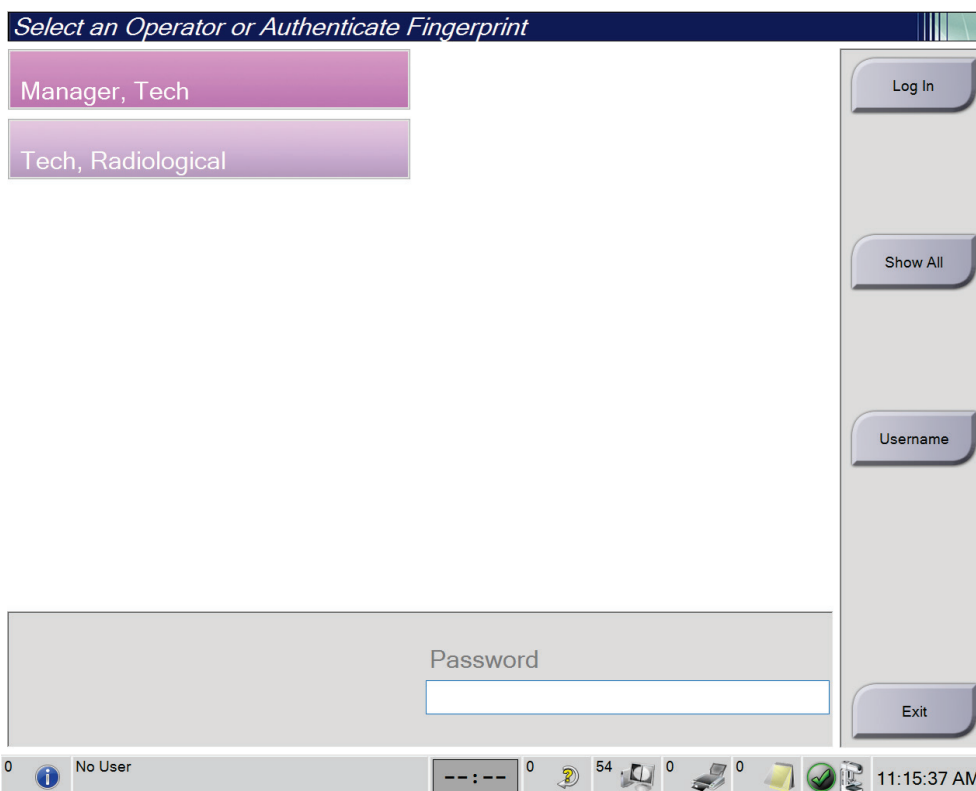 Select an Operator or Authenticate Fingerprint
Manager, Tech
Log In
Tech, Radiological
Show All
Username
Password
Exit
0 No User --:-- 0 54 0 0 11:15:37 AM